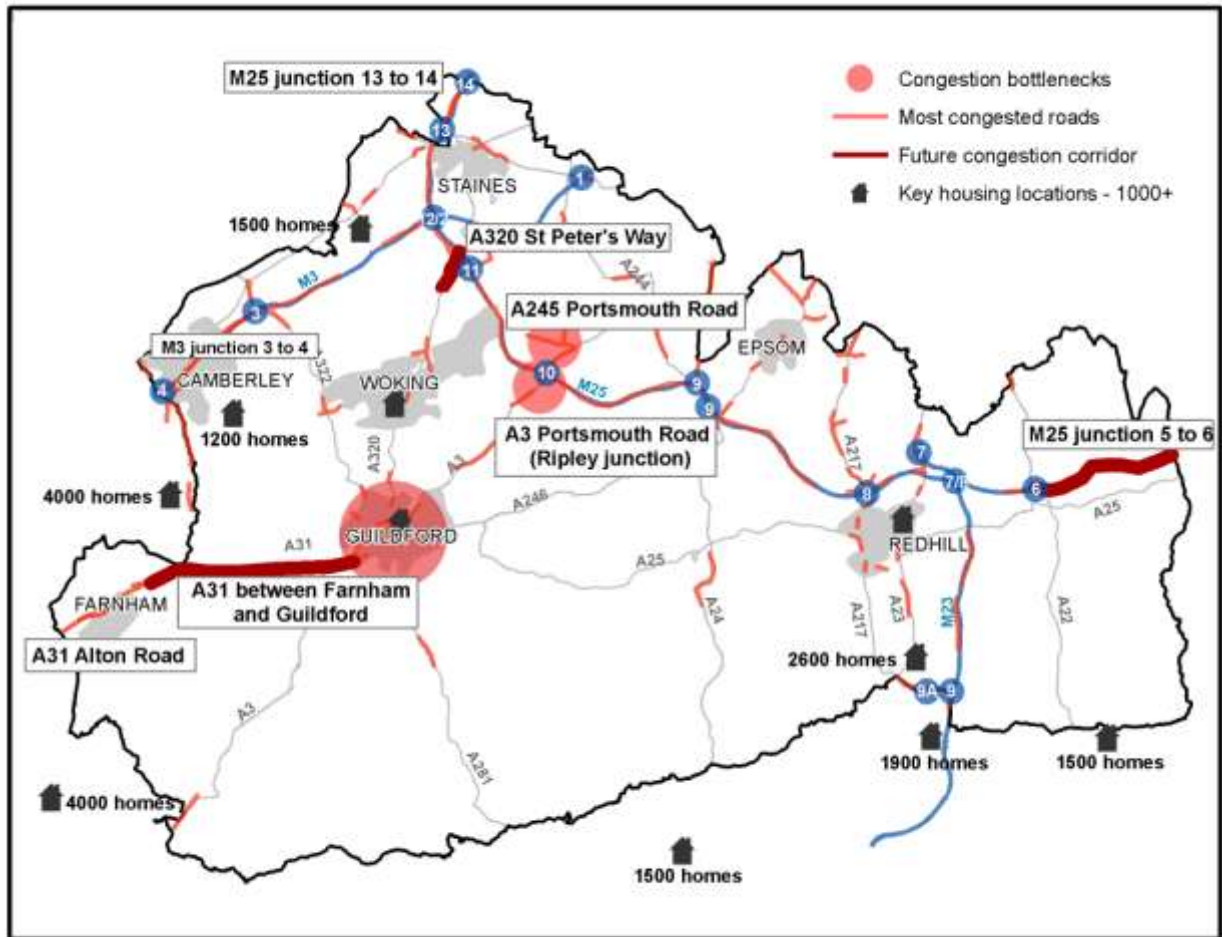 M25 junction 13 to 14
14
13
Congestion bottlenecks
Most congested roads
Future congestion corridor
Key housing locations - 1000+
STAINES
1
1500 homes
A320 St Peter's Way
11
M3
A244
3
A245 Portsmouth Road
M3 junction 3 to 4
CAMBERLEY
4
WOKING
10
M25
9
EPSOM
9
1200 homes
A320
A3
A3 Portsmouth Road
(Ripley junction)
A217
7
M25 junction 5 to 6
8
6
4000 homes
A246
A25
GUILDFORD
REDHILL
A31
A25
FARNHAM
A31 between Farnham
and Guildford
A24
A217
A23
M23
A22
A31 Alton Road
2600 homes
9A
9
A3
A281
1900 homes
1500 homes
4000 homes
1500 homes